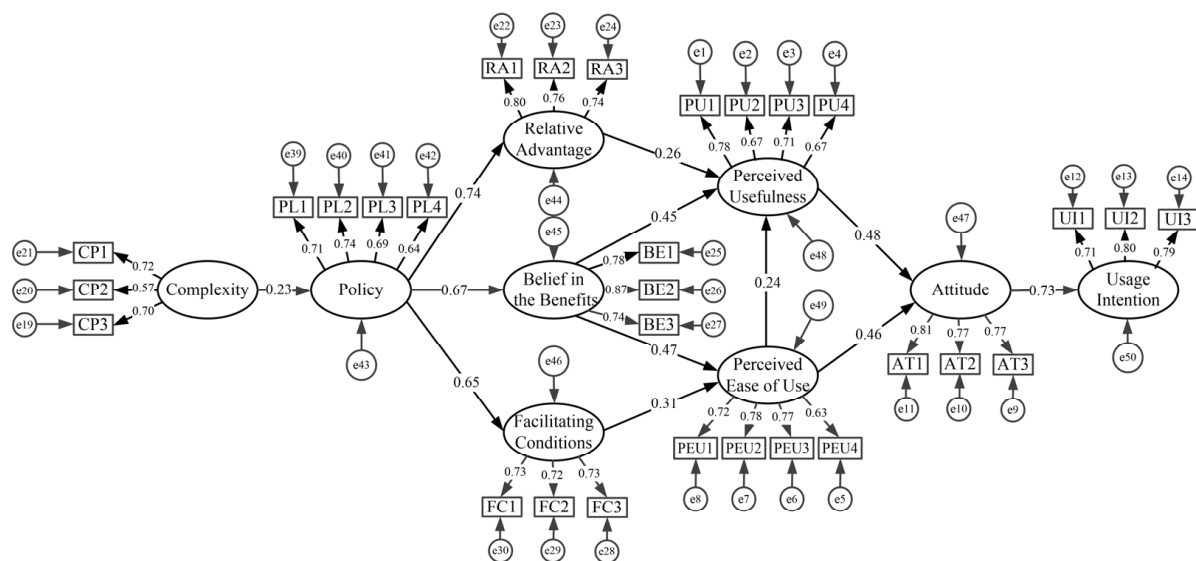 e22
e23
e24
RA1
RA2
RA3
0.80
0.76
0.74
Relative
Advantage
e44
e1
e2
e3
e4
PU1
PU2
PU3
PU4
0.78
0.67
0.71
0.67
Perceived
Usefulness
e48
e39
e40
e41
e42
PL1
PL2
PL3
PL4
0.71
0.74
0.69
0.64
Policy
e43
e21
CP1
e20
CP2
e19
CP3
0.72
0.57
0.70
Complexity
0.23
0.74
0.67
0.65
e45
Belief in
the Benefits
0.78
0.87
0.74
BE1
BE2
BE3
e25
e26
e27
0.26
0.45
0.24
0.47
0.31
e46
Facilitating
Conditions
0.73
0.72
0.73
FC1
FC2
FC3
e30
e29
e28
e49
Perceived
Ease of Use
0.72
0.78
0.77
0.63
PEU1
PEU2
PEU3
PEU4
e8
e7
e6
e5
0.48
0.46
e47
Attitude
0.81
0.77
0.77
AT1
AT2
AT3
e11
e10
e9
0.73
e12
e13
e14
UI1
UI2
UI3
0.71
0.80
0.79
Usage
Intention
e50